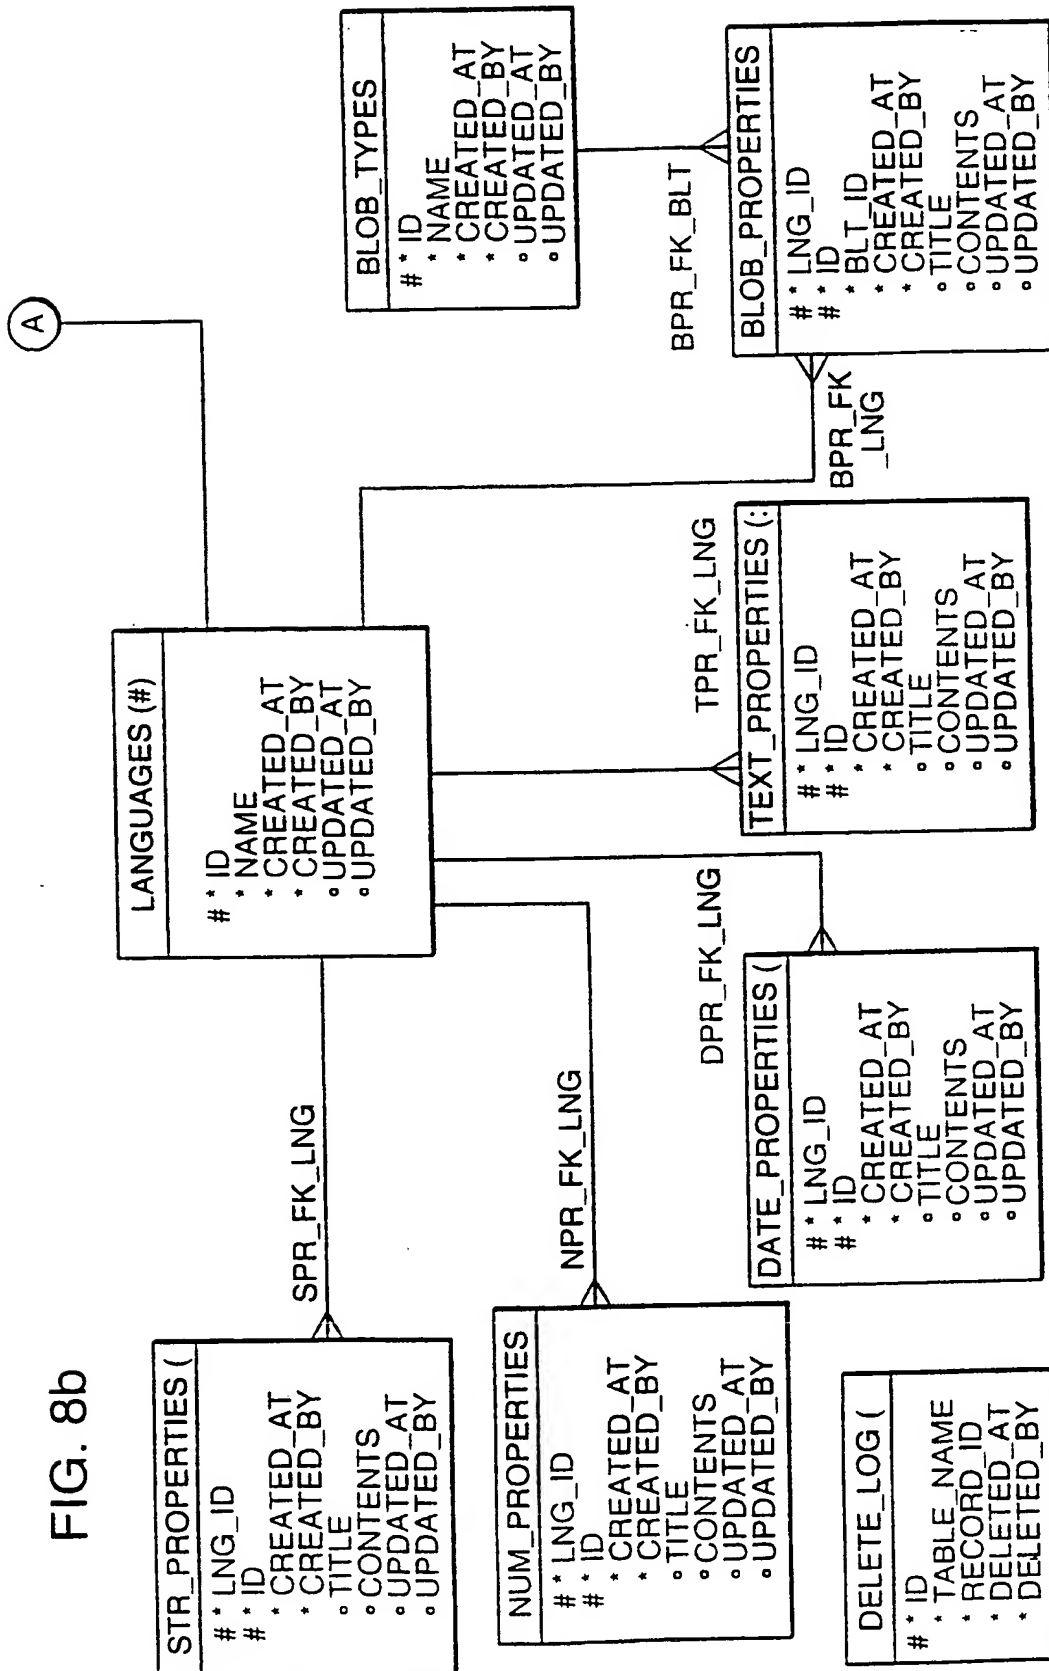 FIG. 8b
A
LANGUAGES (#)
# * ID
* NAME
* CREATED_AT
* CREATED_BY
° UPDATED_AT
° UPDATED_BY
STR_PROPERTIES (
# * LNG_ID
# * ID
* CREATED_AT
* CREATED_BY
° TITLE
° CONTENTS
° UPDATED_AT
° UPDATED_BY
SPR_FK_LNG
NUM_PROPERTIES
# * LNG_ID
# * ID
* CREATED_AT
* CREATED_BY
° TITLE
° CONTENTS
° UPDATED_AT
° UPDATED_BY
NPR_FK_LNG
BLOB_TYPES
# * ID
* NAME
* CREATED_AT
* CREATED_BY
° UPDATED_AT
° UPDATED_BY
BPR_FK_BLT
DPR_FK_LNG
TPR_FK_LNG
BPR_FK
_LNG
DATE_PROPERTIES (
# * LNG_ID
# * ID
* CREATED_AT
* CREATED_BY
° TITLE
° CONTENTS
° UPDATED_AT
° UPDATED_BY
TEXT_PROPERTIES (:
# * LNG_ID
# * ID
* CREATED_AT
* CREATED_BY
° TITLE
° CONTENTS
° UPDATED_AT
° UPDATED_BY
BLOB_PROPERTIES
# * LNG_ID
# * ID
* BLT_ID
* CREATED_AT
* CREATED_BY
° TITLE
° CONTENTS
° UPDATED_AT
° UPDATED_BY
DELETE_LOG (
# * ID
* TABLE_NAME
* RECORD_ID
* DELETED_AT
* DELETED_BY